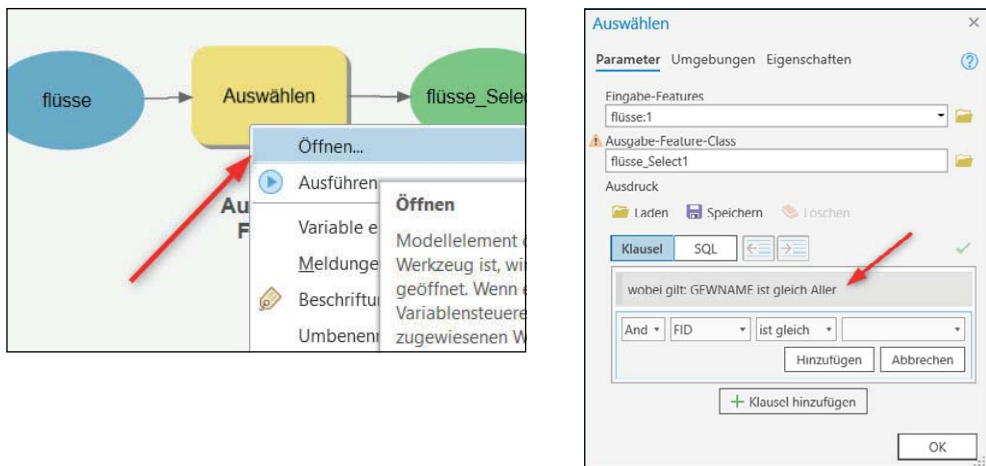 flüsse
Auswählen
flüsse_Selec
Öffnen...
Ausführen
Au
F
Öffnen
Variable e
Modellelement
Meldunge
Werkzeug ist, wi
geöffnet. Wenn
Beschriftu
Variablensteuere
Umbenenn
zugewiesenen W
Auswählen
Parameter Umgebungen Eigenschaften
Eingabe-Features
flüsse:1
Ausgabe-Feature-Class
flüsse_Select1
Ausdruck
Laden Speichern Löschen
Klausel SQL
wobei gilt: GEWNAME ist gleich Aller
And FID ist gleich
Hinzufügen Abbrechen
Klausel hinzufügen
OK